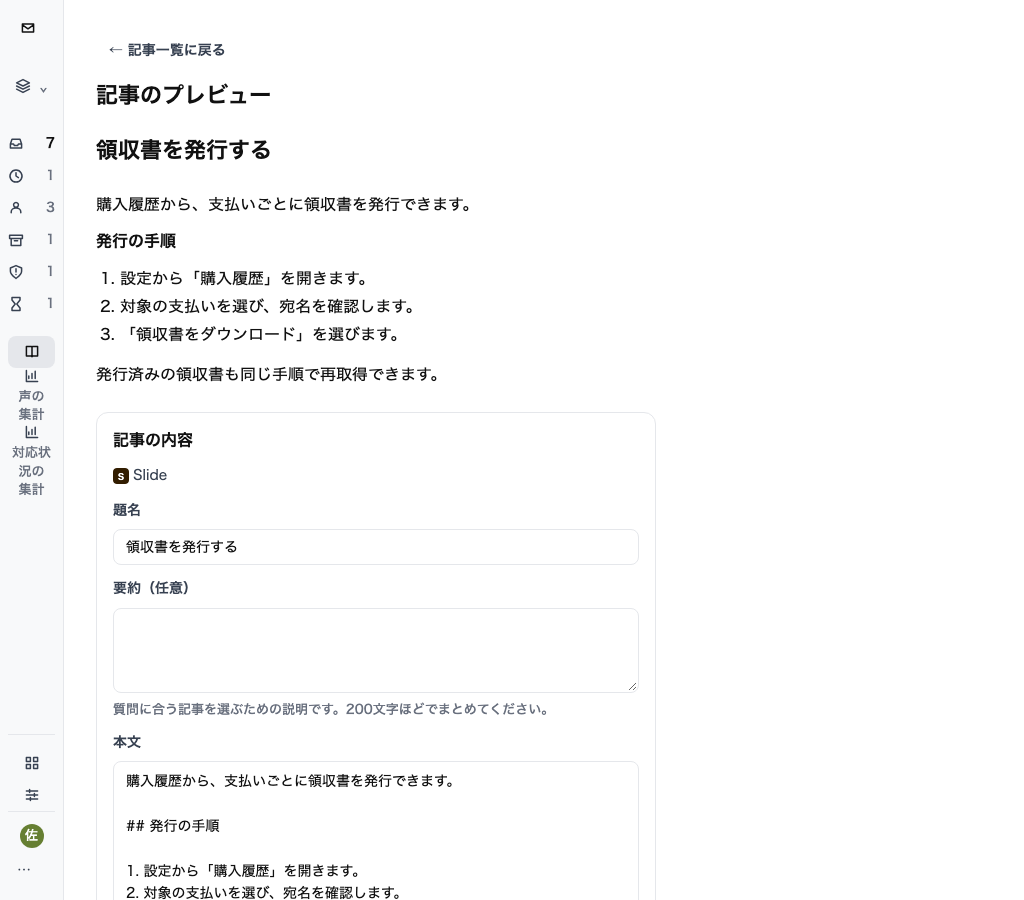 ← 記事一覧に戻る
記事のプレビュー
領収書を発行する
購入履歴から、支払いごとに領収書を発行できます。
発行の手順
1. 設定から「購入履歴」を開きます。
2. 対象の支払いを選び、宛名を確認します。
3. 「領収書をダウンロード」を選びます。
発行済みの領収書も同じ手順で再取得できます。
記事の内容
s Slide
題名
領収書を発行する
要約（任意）
質問に合う記事を選ぶための説明です。200文字ほどでまとめてください。
本文
購入履歴から、支払いごとに領収書を発行できます。
## 発行の手順
1. 設定から「購入履歴」を開きます。
2. 対象の支払いを選び、宛名を確認します。
7
1
3
1
1
1
声の
集計
対応状
況の
集計
佐
…